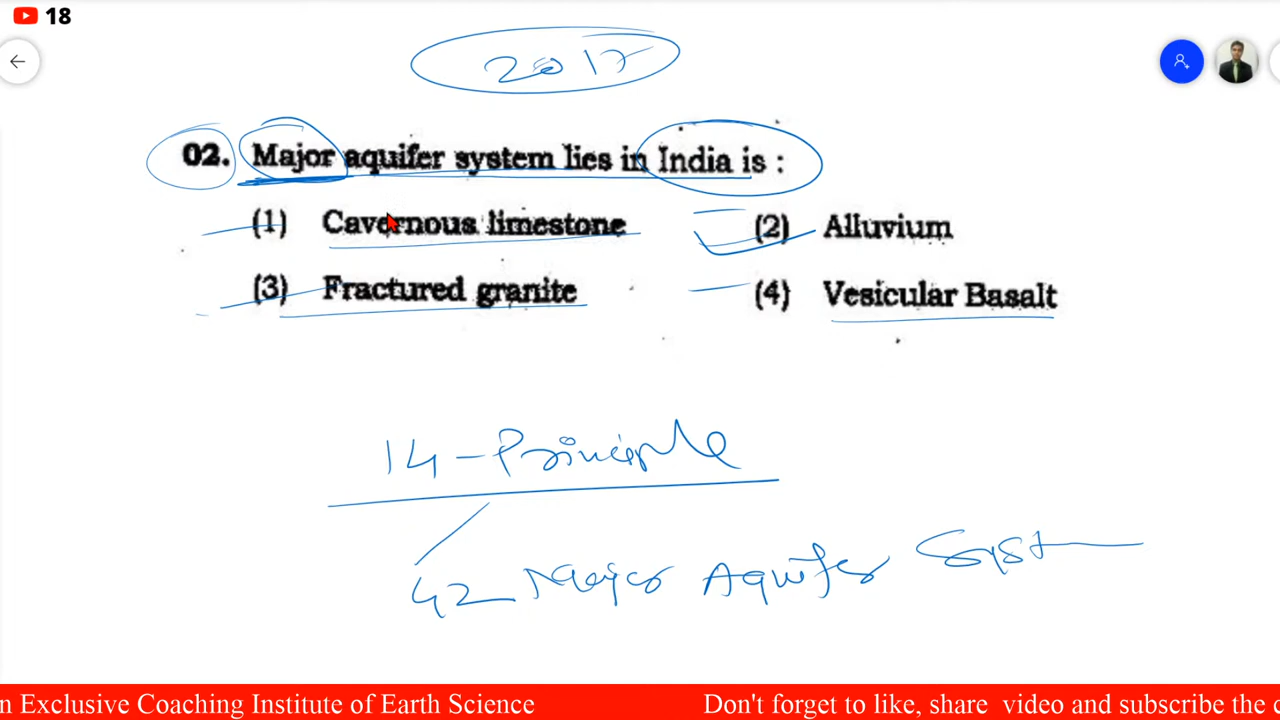 18
2017
02. Major aquifer system lies in India is :
(1) Cavernous limestone (2) Alluvium
(3) Fractured granite (4) Vesicular Basalt
14-Principle
42 Major Aquifer Syst
n Exclusive Coaching Institute of Earth Science Don't forget to like, share video and subscribe the c